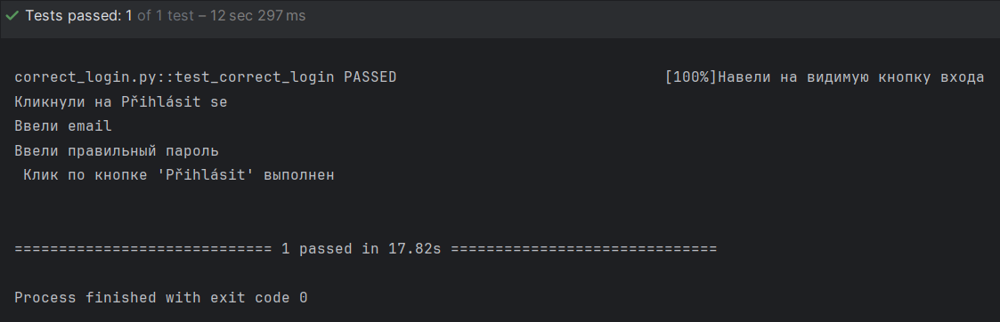 Tests passed: 1 of 1 test – 12 sec 297 ms
correct_login.py::test_correct_login PASSED [100%]Навели на видимую кнопку входа
Кликнули на Přihlásit se
Ввели email
Ввели правильный пароль
Клик по кнопке 'Přihlásit' выполнен
============================= 1 passed in 17.82s ==============================
Process finished with exit code 0